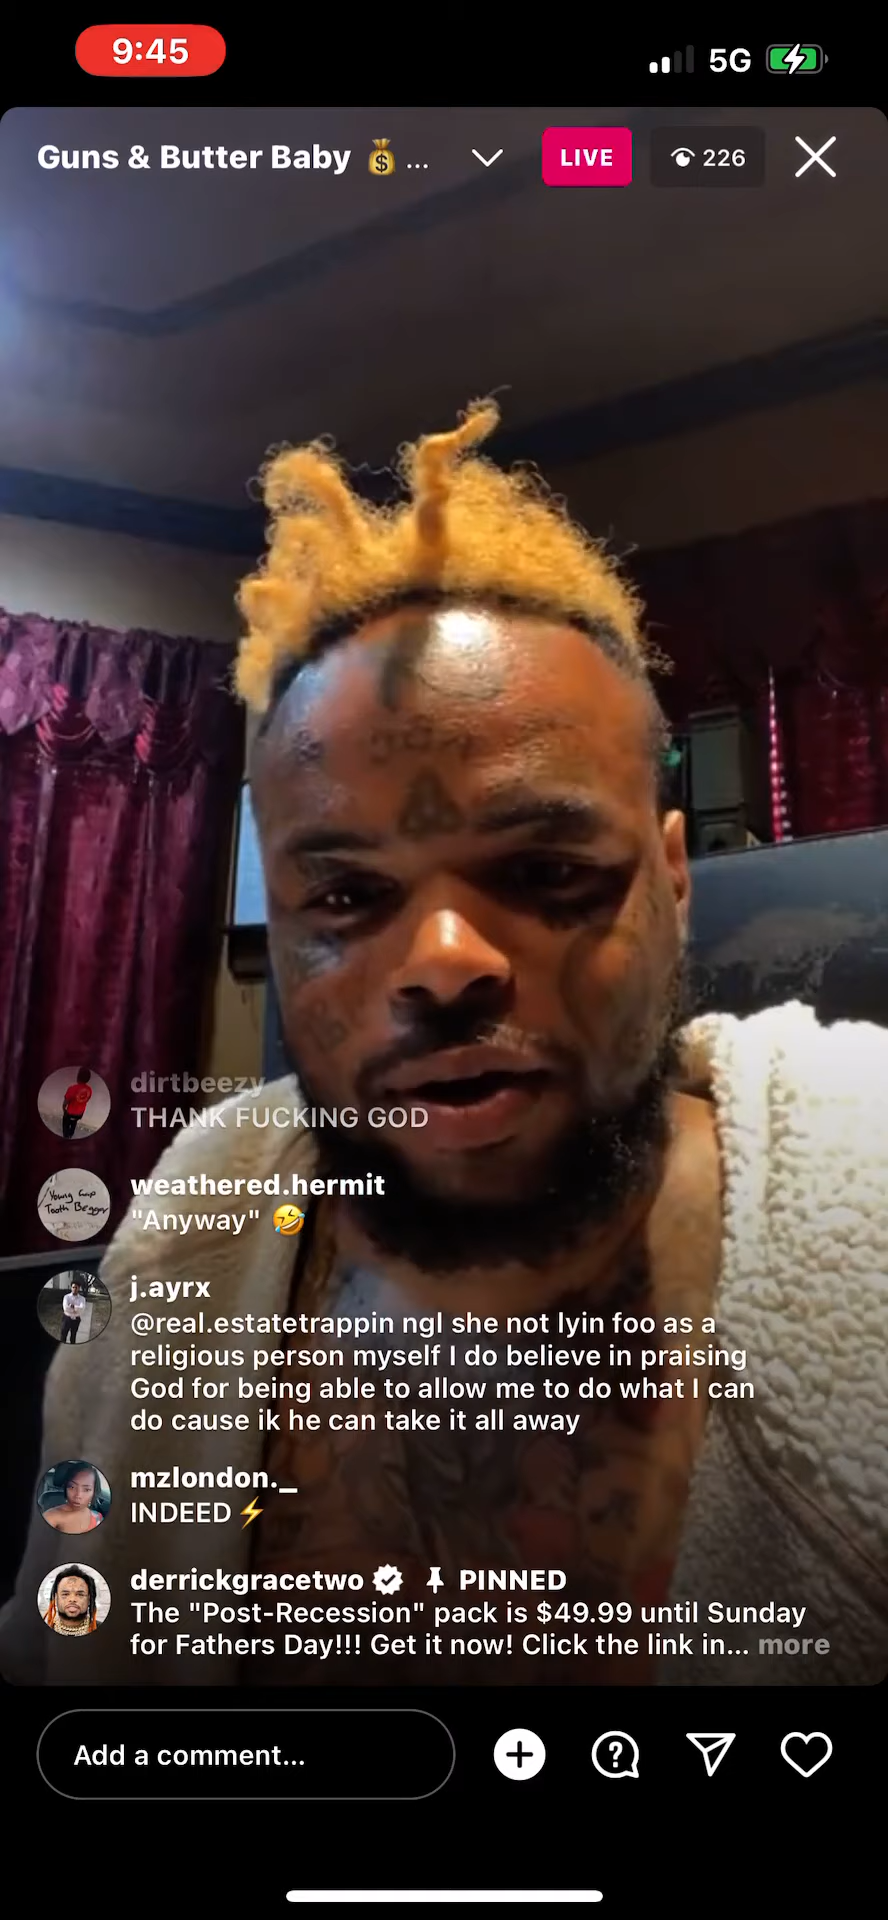 9:45
5G
Guns & Butter Baby 💰 ...
LIVE
226
dirtbeezy
THANK FUCKING GOD
weathered.hermit
"Anyway" 🤣
j.ayrx
@real.estatetrappin ngl she not lyin foo as a
religious person myself I do believe in praising
God for being able to allow me to do what I can
do cause ik he can take it all away
mzlondon._
INDEED ⚡
derrickgracetwo PINNED
The "Post-Recession" pack is $49.99 until Sunday
for Fathers Day!!! Get it now! Click the link in... more
Add a comment...